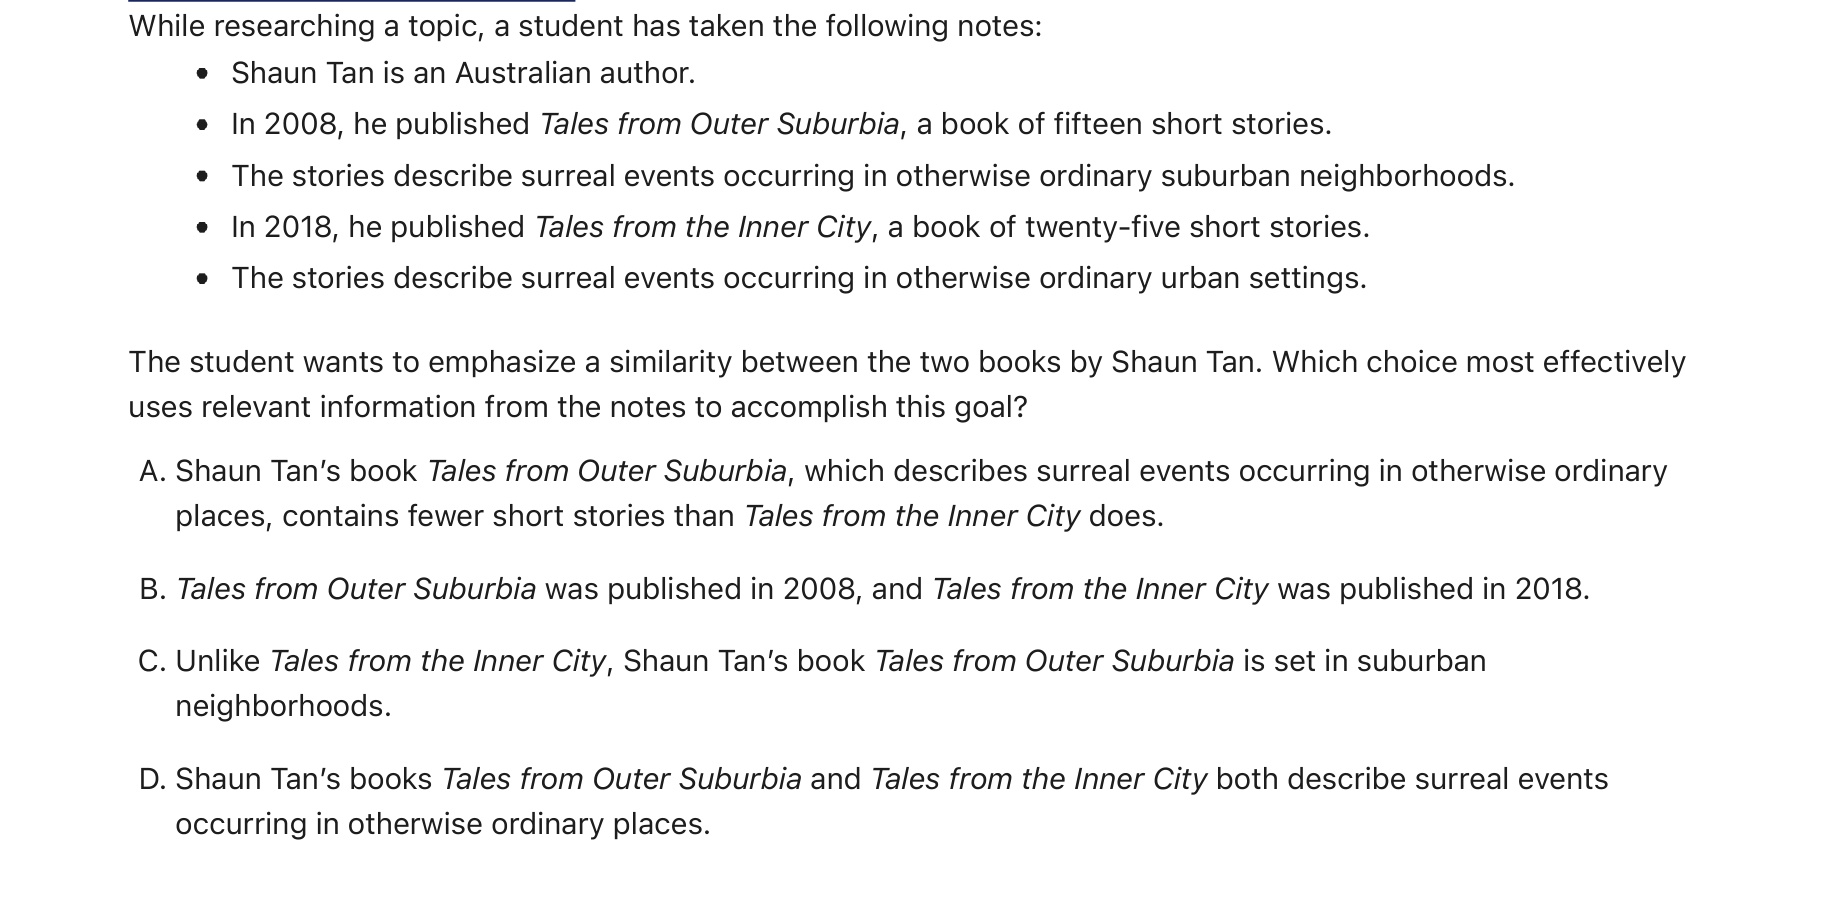 While researching a topic, a student has taken the following notes:
• Shaun Tan is an Australian author.
• In 2008, he published Tales from Outer Suburbia, a book of fifteen short stories.
• The stories describe surreal events occurring in otherwise ordinary suburban neighborhoods.
• In 2018, he published Tales from the Inner City, a book of twenty-five short stories.
• The stories describe surreal events occurring in otherwise ordinary urban settings.
The student wants to emphasize a similarity between the two books by Shaun Tan. Which choice most effectively
uses relevant information from the notes to accomplish this goal?
A. Shaun Tan’s book Tales from Outer Suburbia, which describes surreal events occurring in otherwise ordinary
places, contains fewer short stories than Tales from the Inner City does.
B. Tales from Outer Suburbia was published in 2008, and Tales from the Inner City was published in 2018.
C. Unlike Tales from the Inner City, Shaun Tan’s book Tales from Outer Suburbia is set in suburban
neighborhoods.
D. Shaun Tan’s books Tales from Outer Suburbia and Tales from the Inner City both describe surreal events
occurring in otherwise ordinary places.